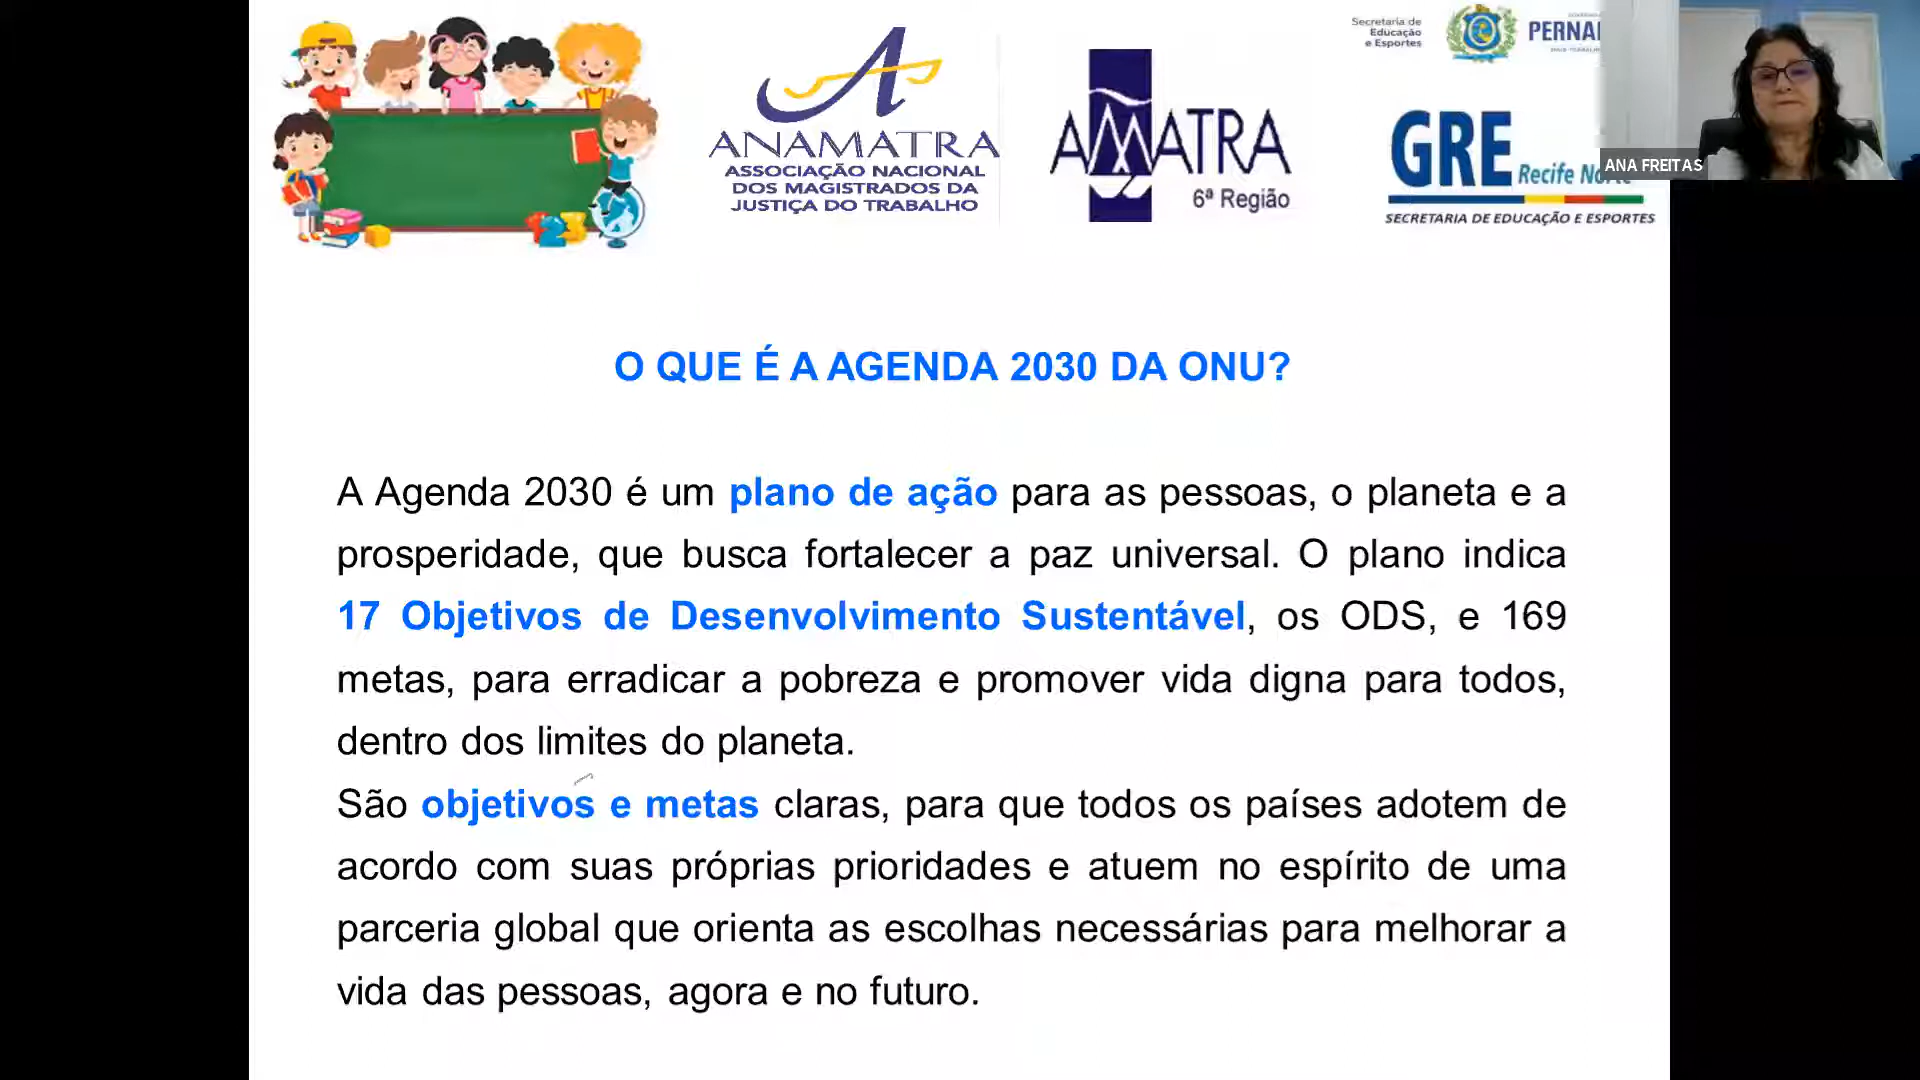 Secretaria de
Educação
e Esportes
ANAMATRA
ASSOCIAÇÃO NACIONAL
DOS MAGISTRADOS DA
JUSTIÇA DO TRABALHO
AMATRA
6ª Região
GRE Recife Norte
SECRETARIA DE EDUCAÇÃO E ESPORTES
ANA FREITAS
123
O QUE É A AGENDA 2030 DA ONU?
A Agenda 2030 é um plano de ação para as pessoas, o planeta e a
prosperidade, que busca fortalecer a paz universal. O plano indica
17 Objetivos de Desenvolvimento Sustentável, os ODS, e 169
metas, para erradicar a pobreza e promover vida digna para todos,
dentro dos limites do planeta.
São objetivos e metas claras, para que todos os países adotem de
acordo com suas próprias prioridades e atuem no espírito de uma
parceria global que orienta as escolhas necessárias para melhorar a
vida das pessoas, agora e no futuro.